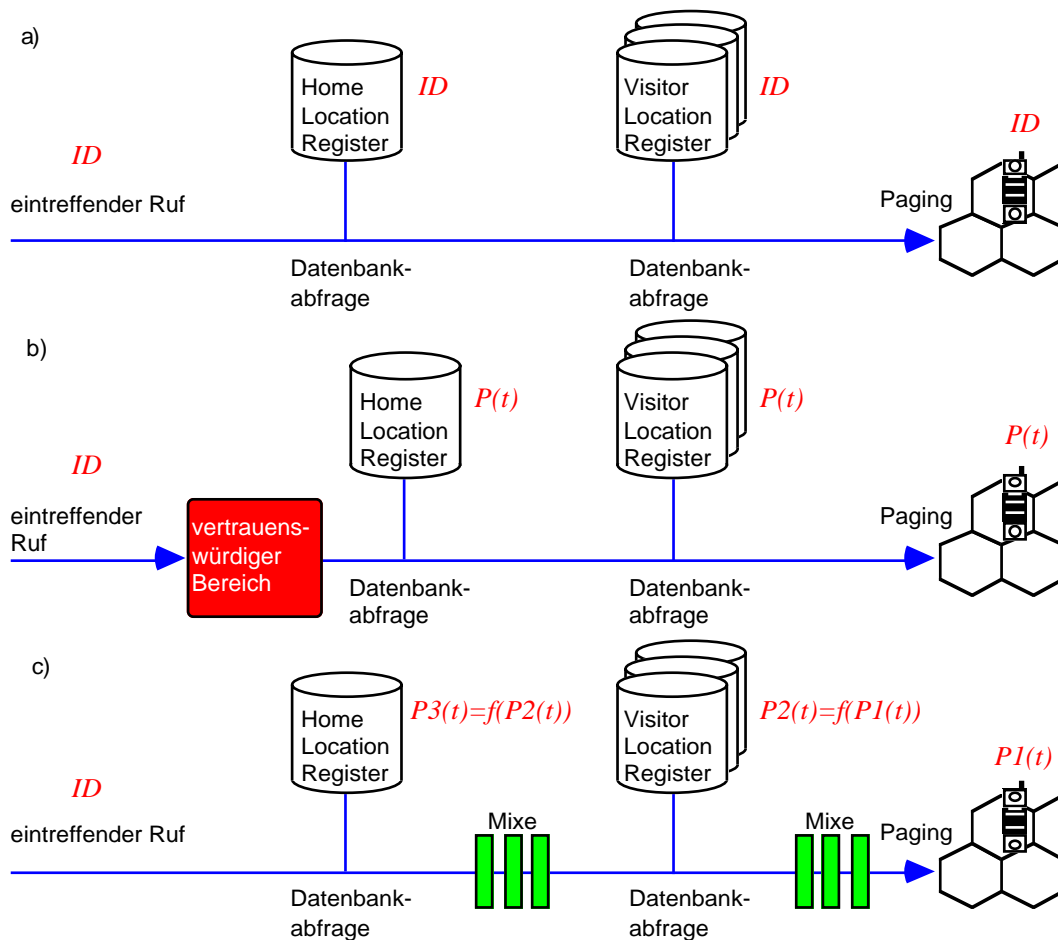 a)
Home
Location
Register
ID
Visitor
Location
Register
ID
ID
ID
eintreffender Ruf
Paging
Datenbank-
abfrage
Datenbank-
abfrage
b)
Home
Location
Register
P(t)
Visitor
Location
Register
P(t)
P(t)
ID
eintreffender
Ruf
vertrauens-
würdiger
Bereich
Paging
Datenbank-
abfrage
Datenbank-
abfrage
c)
Home
Location
Register
P3(t)=f(P2(t))
Visitor
Location
Register
P2(t)=f(P1(t))
P1(t)
ID
eintreffender Ruf
Mixe
Mixe
Paging
Datenbank-
abfrage
Datenbank-
abfrage